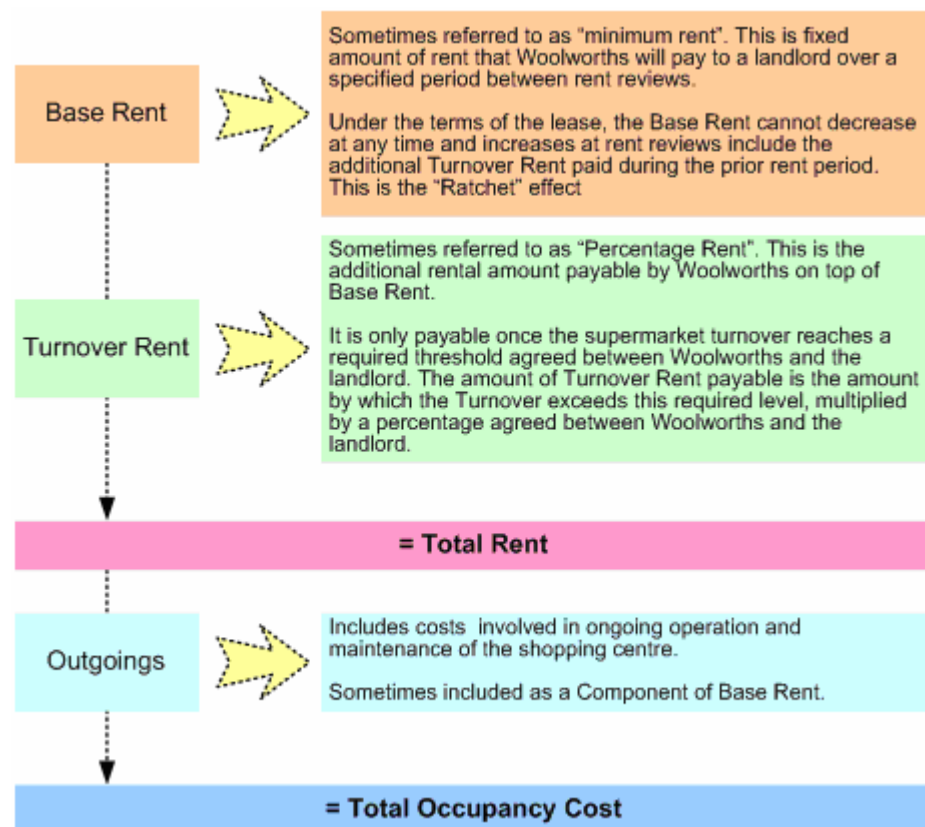 Base Rent
Sometimes referred to as “minimum rent”. This is fixed
amount of rent that Woolworths will pay to a landlord over a
specified period between rent reviews.
Under the terms of the lease, the Base Rent cannot decrease
at any time and increases at rent reviews include the
additional Turnover Rent paid during the prior rent period.
This is the “Ratchet” effect
Turnover Rent
Sometimes referred to as “Percentage Rent”. This is the
additional rental amount payable by Woolworths on top of
Base Rent.
It is only payable once the supermarket turnover reaches a
required threshold agreed between Woolworths and the
landlord. The amount of Turnover Rent payable is the amount
by which the Turnover exceeds this required level, multiplied
by a percentage agreed between Woolworths and the
landlord.
= Total Rent
Outgoings
Includes costs involved in ongoing operation and
maintenance of the shopping centre.
Sometimes included as a Component of Base Rent.
= Total Occupancy Cost